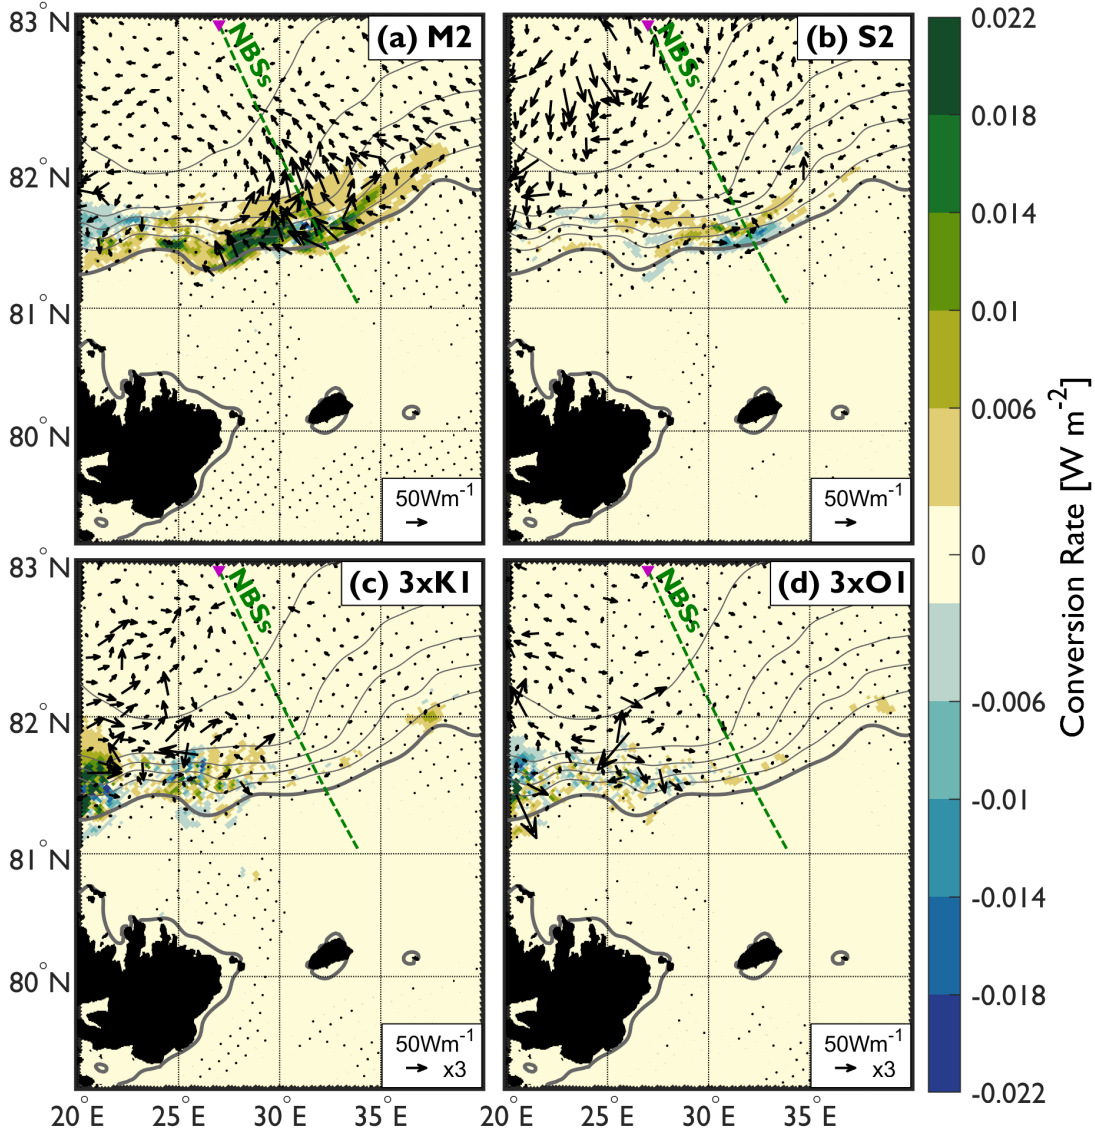 83°N
82°N
81°N
80°N
(a) M2
NBSs
50Wm⁻¹
(b) S2
NBSs
50Wm⁻¹
83°N
82°N
81°N
80°N
(c) 3xK1
NBSs
50Wm⁻¹
x3
(d) 3xO1
NBSs
50Wm⁻¹
x3
20°E 25°E 30°E 35°E
20°E 25°E 30°E 35°E
0.022
0.018
0.014
0.01
0.006
0
-0.006
-0.01
-0.014
-0.018
-0.022
Conversion Rate [W m⁻²]